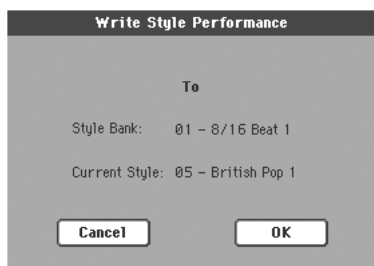 Write Style Performance
To
Style Bank: 01 - 8/16 Beat 1
Current Style: 05 - British Pop 1
Cancel OK